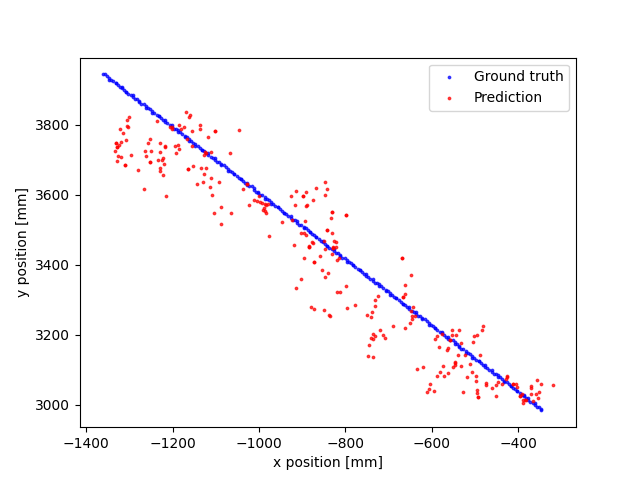 Ground truth
Prediction
3800
3600
3400
3200
3000
y position [mm]
−1400 −1200 −1000 −800 −600 −400
x position [mm]